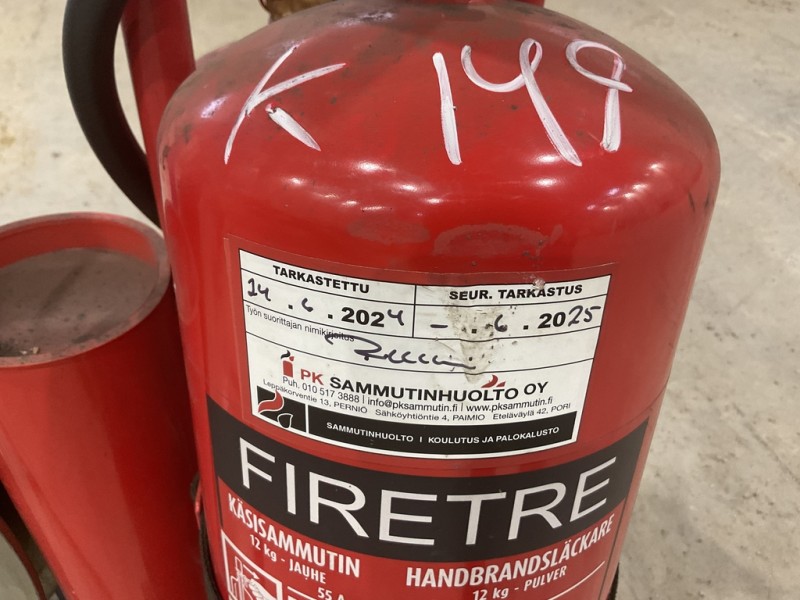 K 149
TARKASTETTU
SEUR. TARKASTUS
14.6.2024
-.6.2025
Työn suorittajan nimikirjoitus
PK SAMMUTINHUOLTO OY
Puh. 010 517 3888 | info@pksammutin.fi | www.pksammutin.fi
Leppäkorventie 13, PERNIÖ Sähköyhtiöntie 4, PAIMIO Eteläväylä 42, PORI
SAMMUTINHUOLTO I KOULUTUS JA PALOKALUSTO
FIRETRE
KÄSISAMMUTIN
12 kg - JAUHE
HANDBRANDSLÄCKARE
12 kg - PULVER
55 A